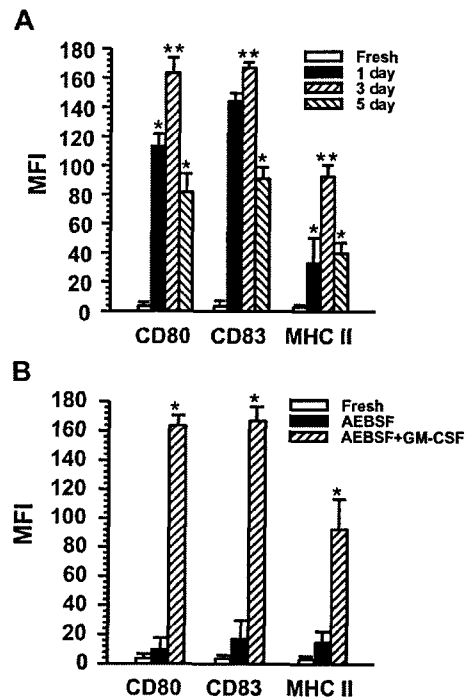 A
MFI
180
160
140
120
100
80
60
40
20
0
** ** **
* * * * *
Fresh
1 day
3 day
5 day
CD80 CD83 MHC II
B
MFI
180
160
140
120
100
80
60
40
20
0
* * *
Fresh
AEBSF
AEBSF+GM-CSF
CD80 CD83 MHC II